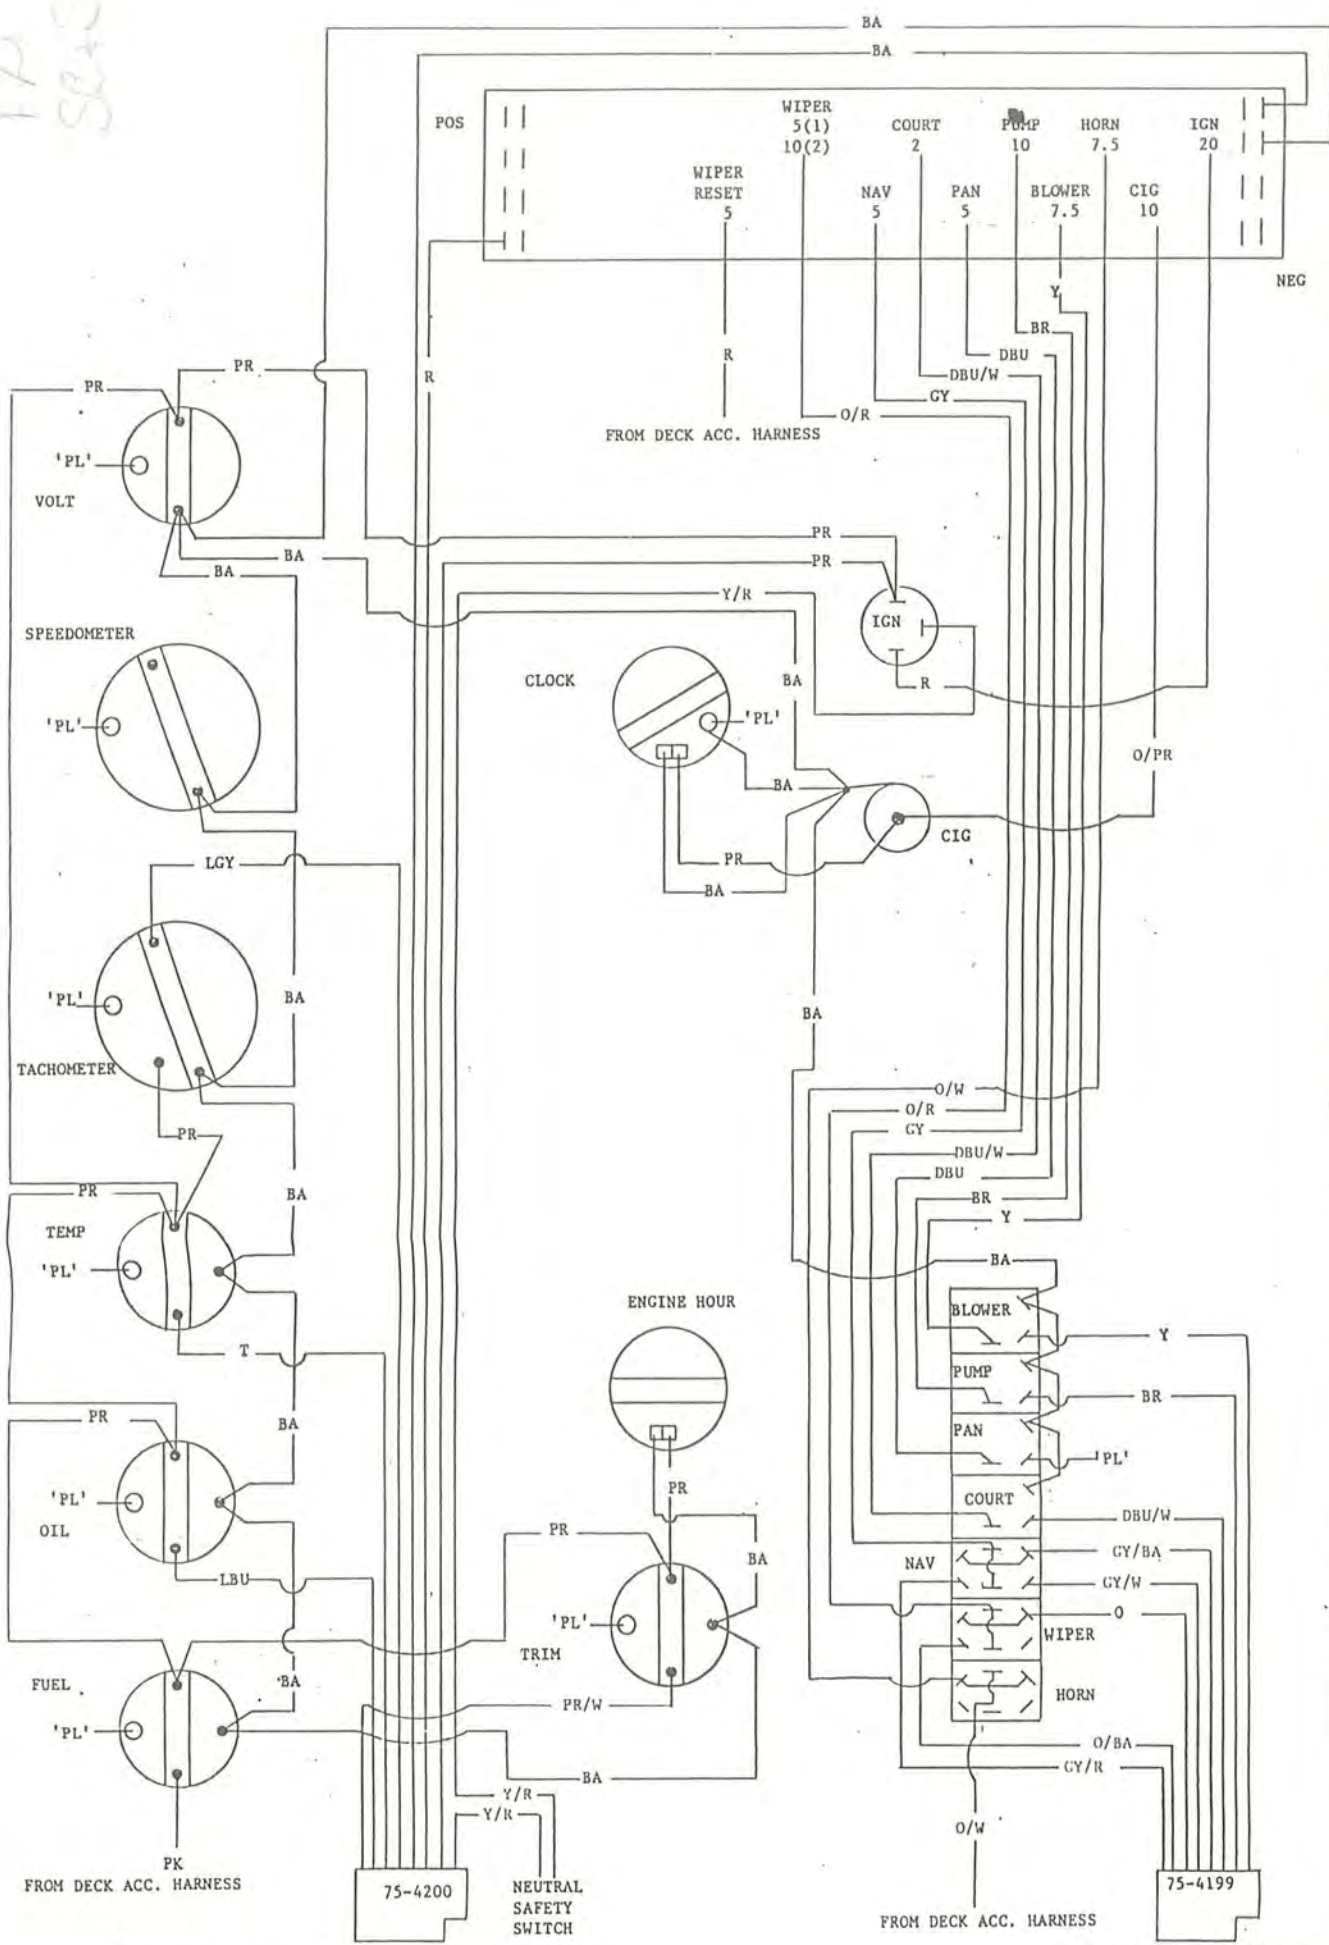 BA
BA
POS
WIPER
5(1)
10(2)
COURT
2
PUMP
10
HORN
7.5
IGN
20
WIPER
RESET
5
NAV
5
PAN
5
BLOWER
7.5
CIG
10
NEG
Y
BR
DBU
DBU/W
GY
O/R
R
FROM DECK ACC. HARNESS
R
PR
PR
'PL'
VOLT
BA
BA
PR
PR
Y/R
IGN
R
SPEEDOMETER
'PL'
CLOCK
'PL'
BA
BA
O/PR
CIG
PR
BA
LGY
'PL'
BA
TACHOMETER
BA
PR
O/W
O/R
GY
DBU/W
DBU
BR
Y
PR
BA
TEMP
'PL'
T
BA
ENGINE HOUR
BLOWER
Y
PUMP
BR
PAN
'PL'
COURT
DBU/W
NAV
GY/BA
GY/W
O
WIPER
HORN
PR
BA
'PL'
OIL
LBU
PR
PR
BA
'PL'
TRIM
FUEL
'PL'
BA
PR/W
BA
O/BA
GY/R
Y/R
Y/R
O/W
PK
FROM DECK ACC. HARNESS
75-4200
NEUTRAL
SAFETY
SWITCH
FROM DECK ACC. HARNESS
75-4199